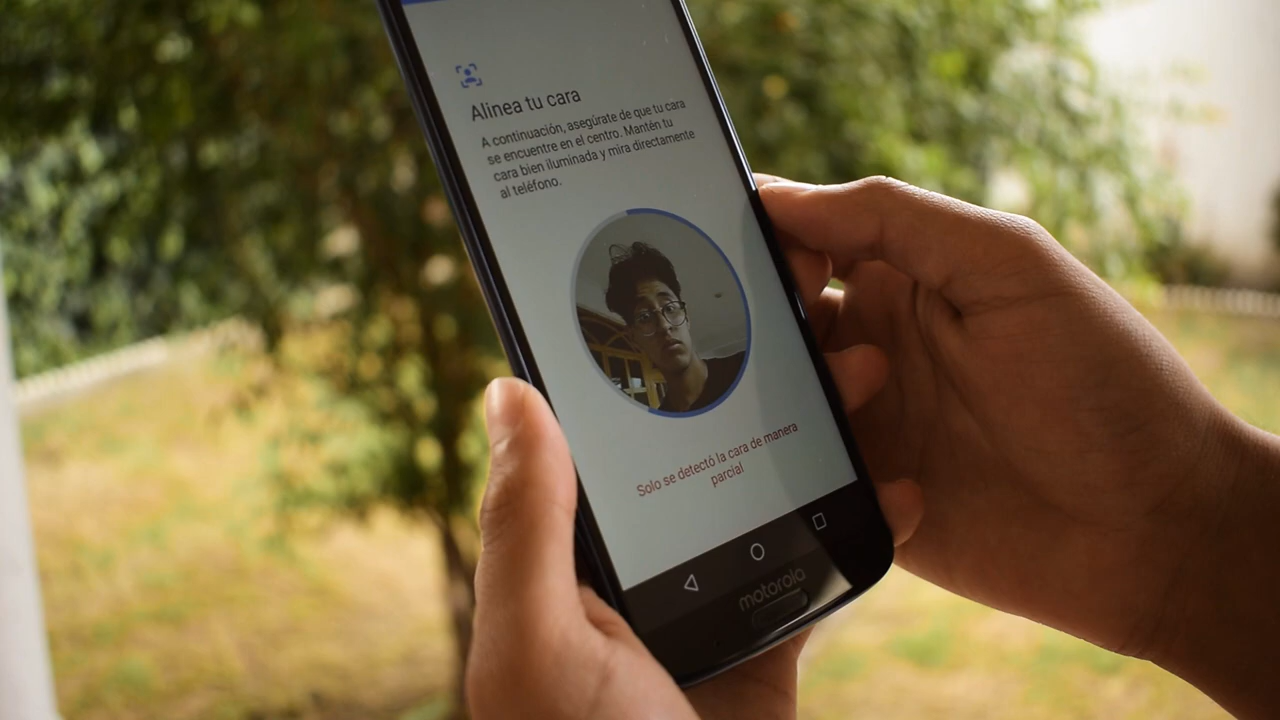 Alinea tu cara
A continuación, asegúrate de que tu cara
se encuentre en el centro. Mantén tu
cara bien iluminada y mira directamente
al teléfono.
Solo se detectó la cara de manera
parcial
motorola